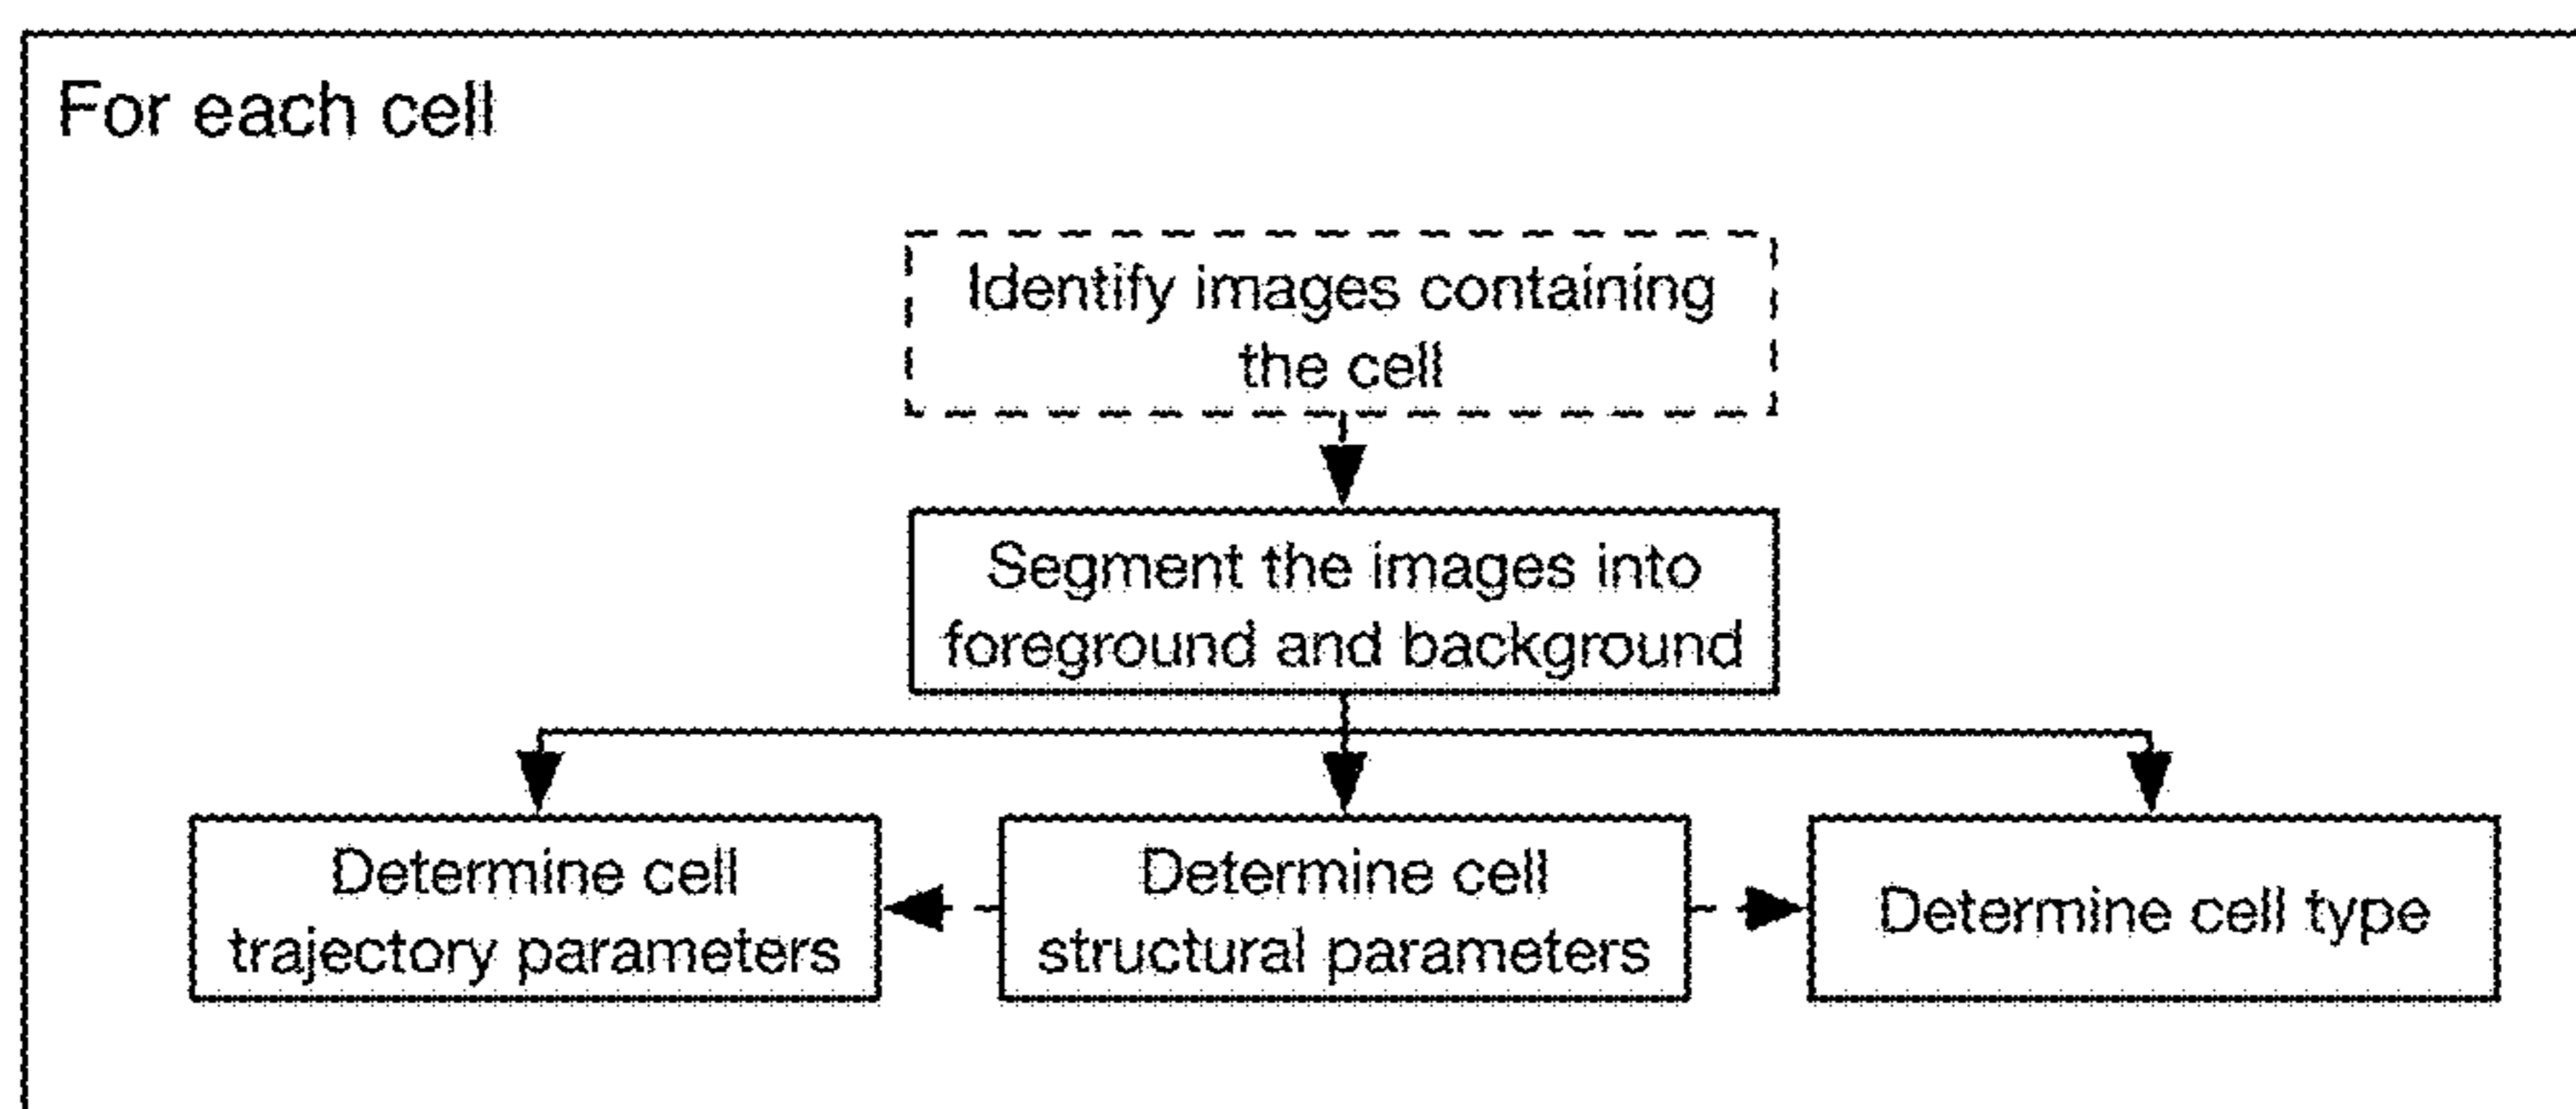 For each cell
Identify images containing
the cell
Segment the images into
foreground and background
Determine cell
trajectory parameters
Determine cell
structural parameters
Determine cell type